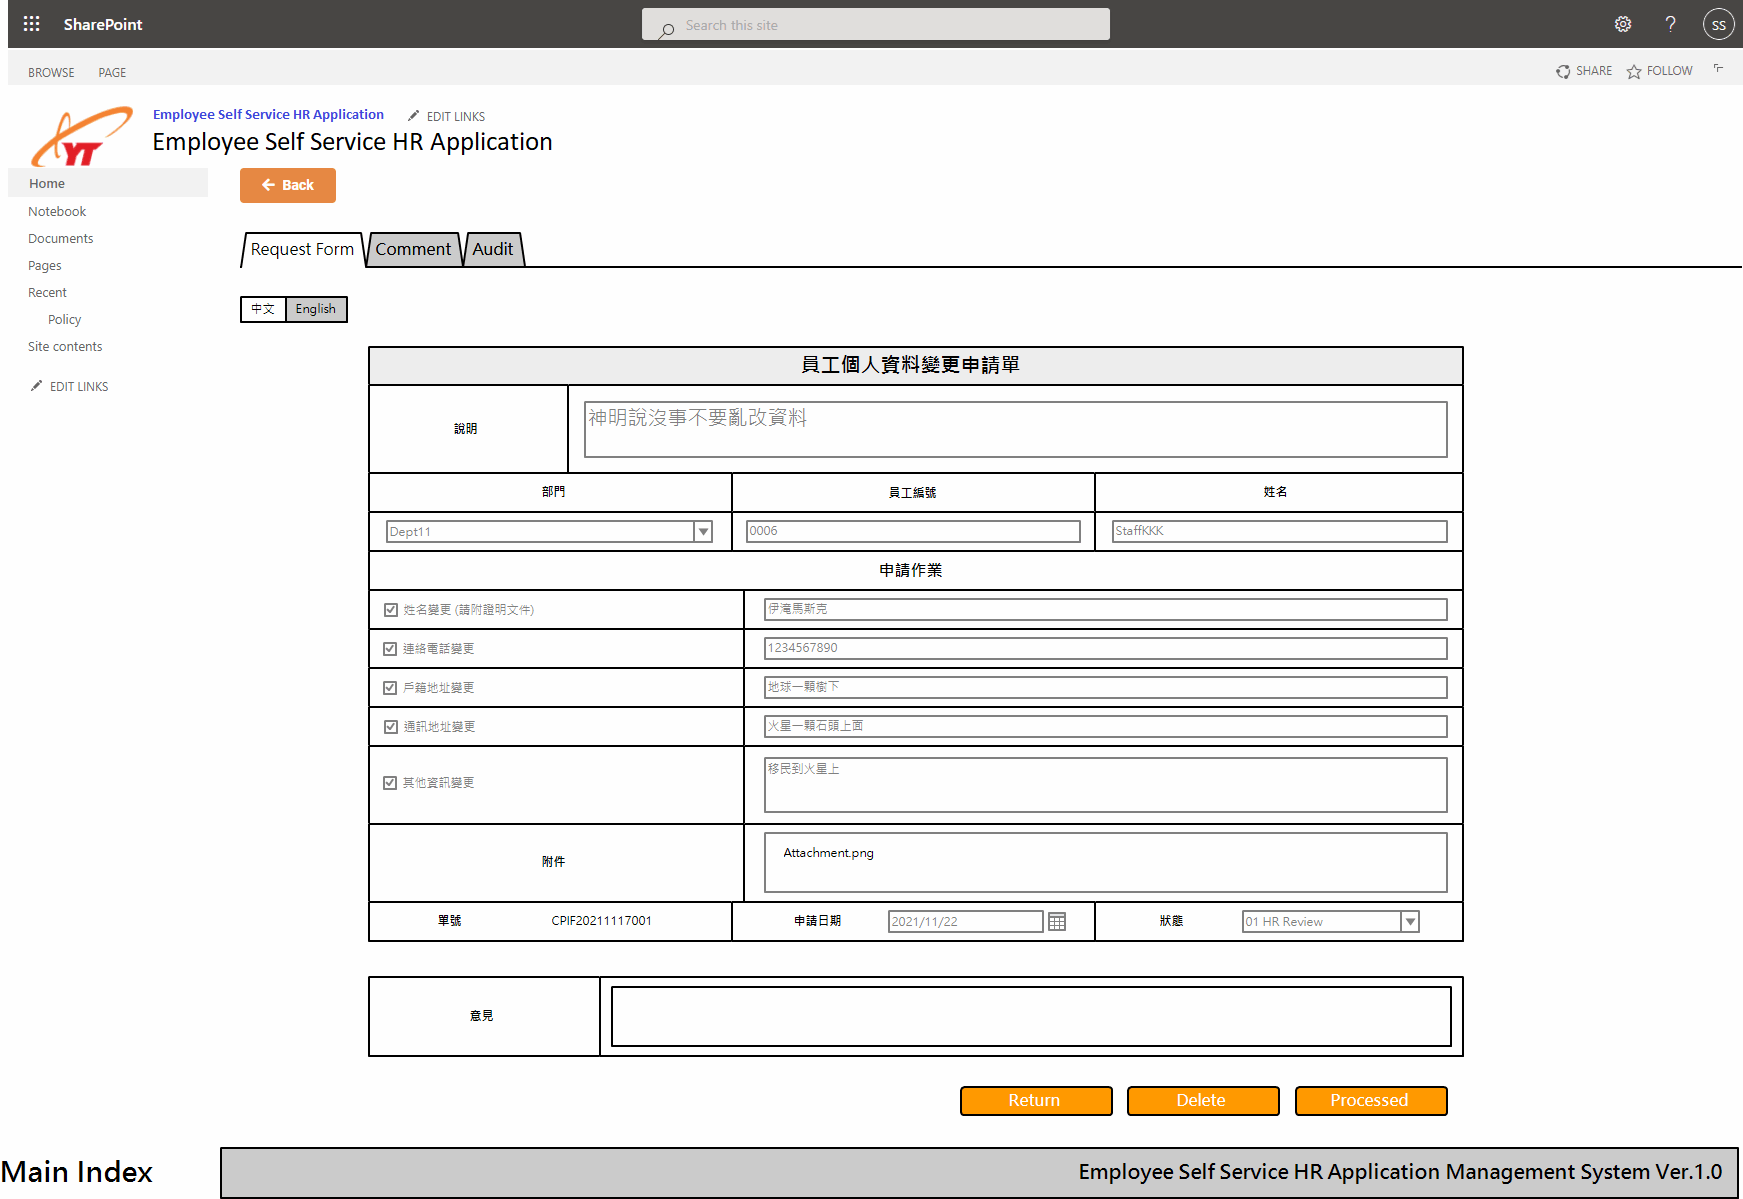 SharePoint
Search this site
SS
BROWSE PAGE
SHARE FOLLOW
YT
Employee Self Service HR Application EDIT LINKS
Employee Self Service HR Application
Home
Notebook
Documents
Pages
Recent
Policy
Site contents
EDIT LINKS
Back
Request Form Comment Audit
中文 English
員工個人資料變更申請單
說明 神明說沒事不要亂改資料
部門 員工編號 姓名
Dept11 0006 StaffKKK
申請作業
姓名變更 (請附證明文件) 伊滝馬斯克
連絡電話變更 1234567890
戶籍地址變更 地球一顆樹下
通訊地址變更 火星一顆石頭上面
其他資訊變更 移民到火星上
附件 Attachment.png
單號 CPIF20211117001 申請日期 2021/11/22 狀態 01 HR Review
意見
Return Delete Processed
Main Index
Employee Self Service HR Application Management System Ver.1.0